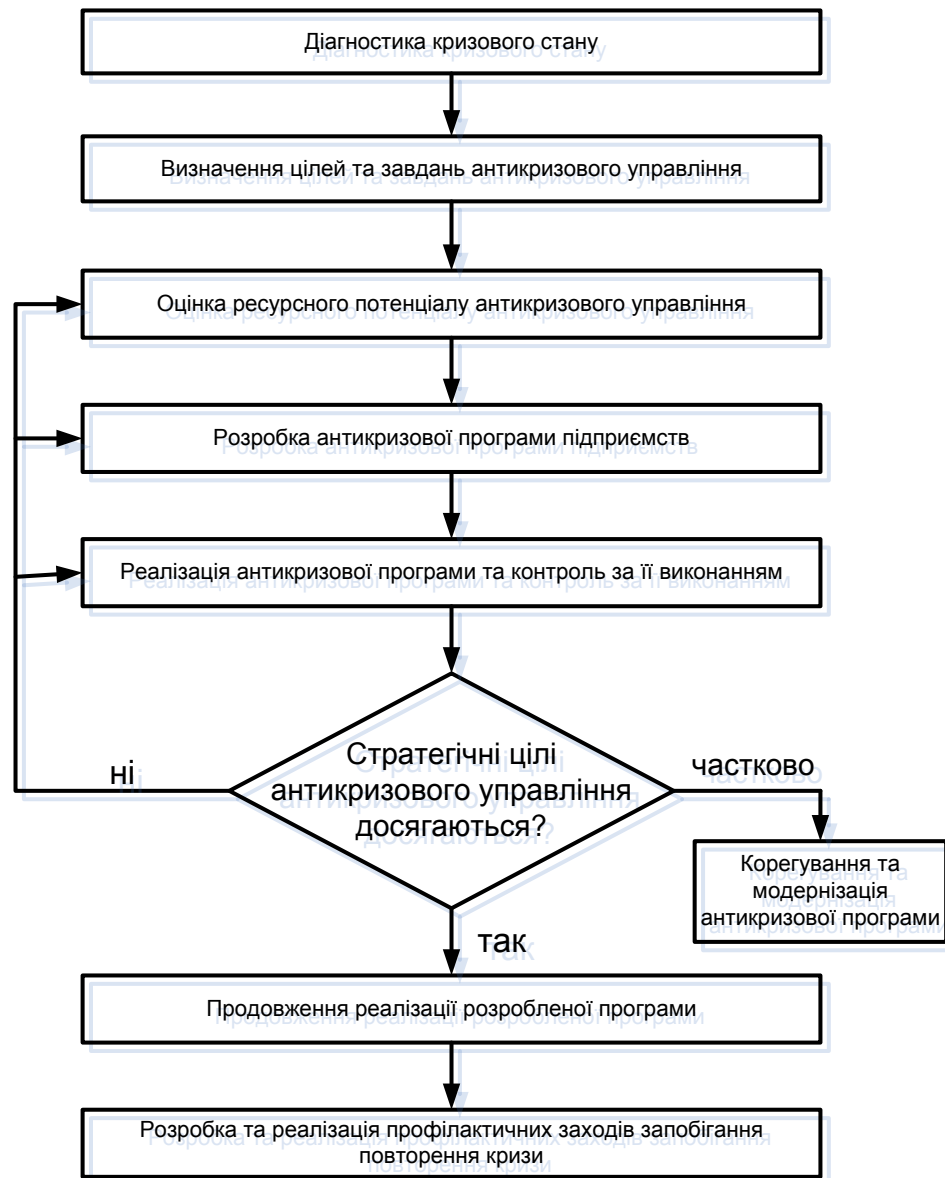 Діагностика кризового стану
Визначення цілей та завдань антикризового управління
Оцінка ресурсного потенціалу антикризового управління
Розробка антикризової програми підприємств
Реалізація антикризової програми та контроль за її виконанням
Стратегічні цілі
антикризового управління
досягаються?
ні
частково
Корегування та
модернізація
антикризової програми
так
Продовження реалізації розробленої програми
Розробка та реалізація профілактичних заходів запобігання
повторення кризи